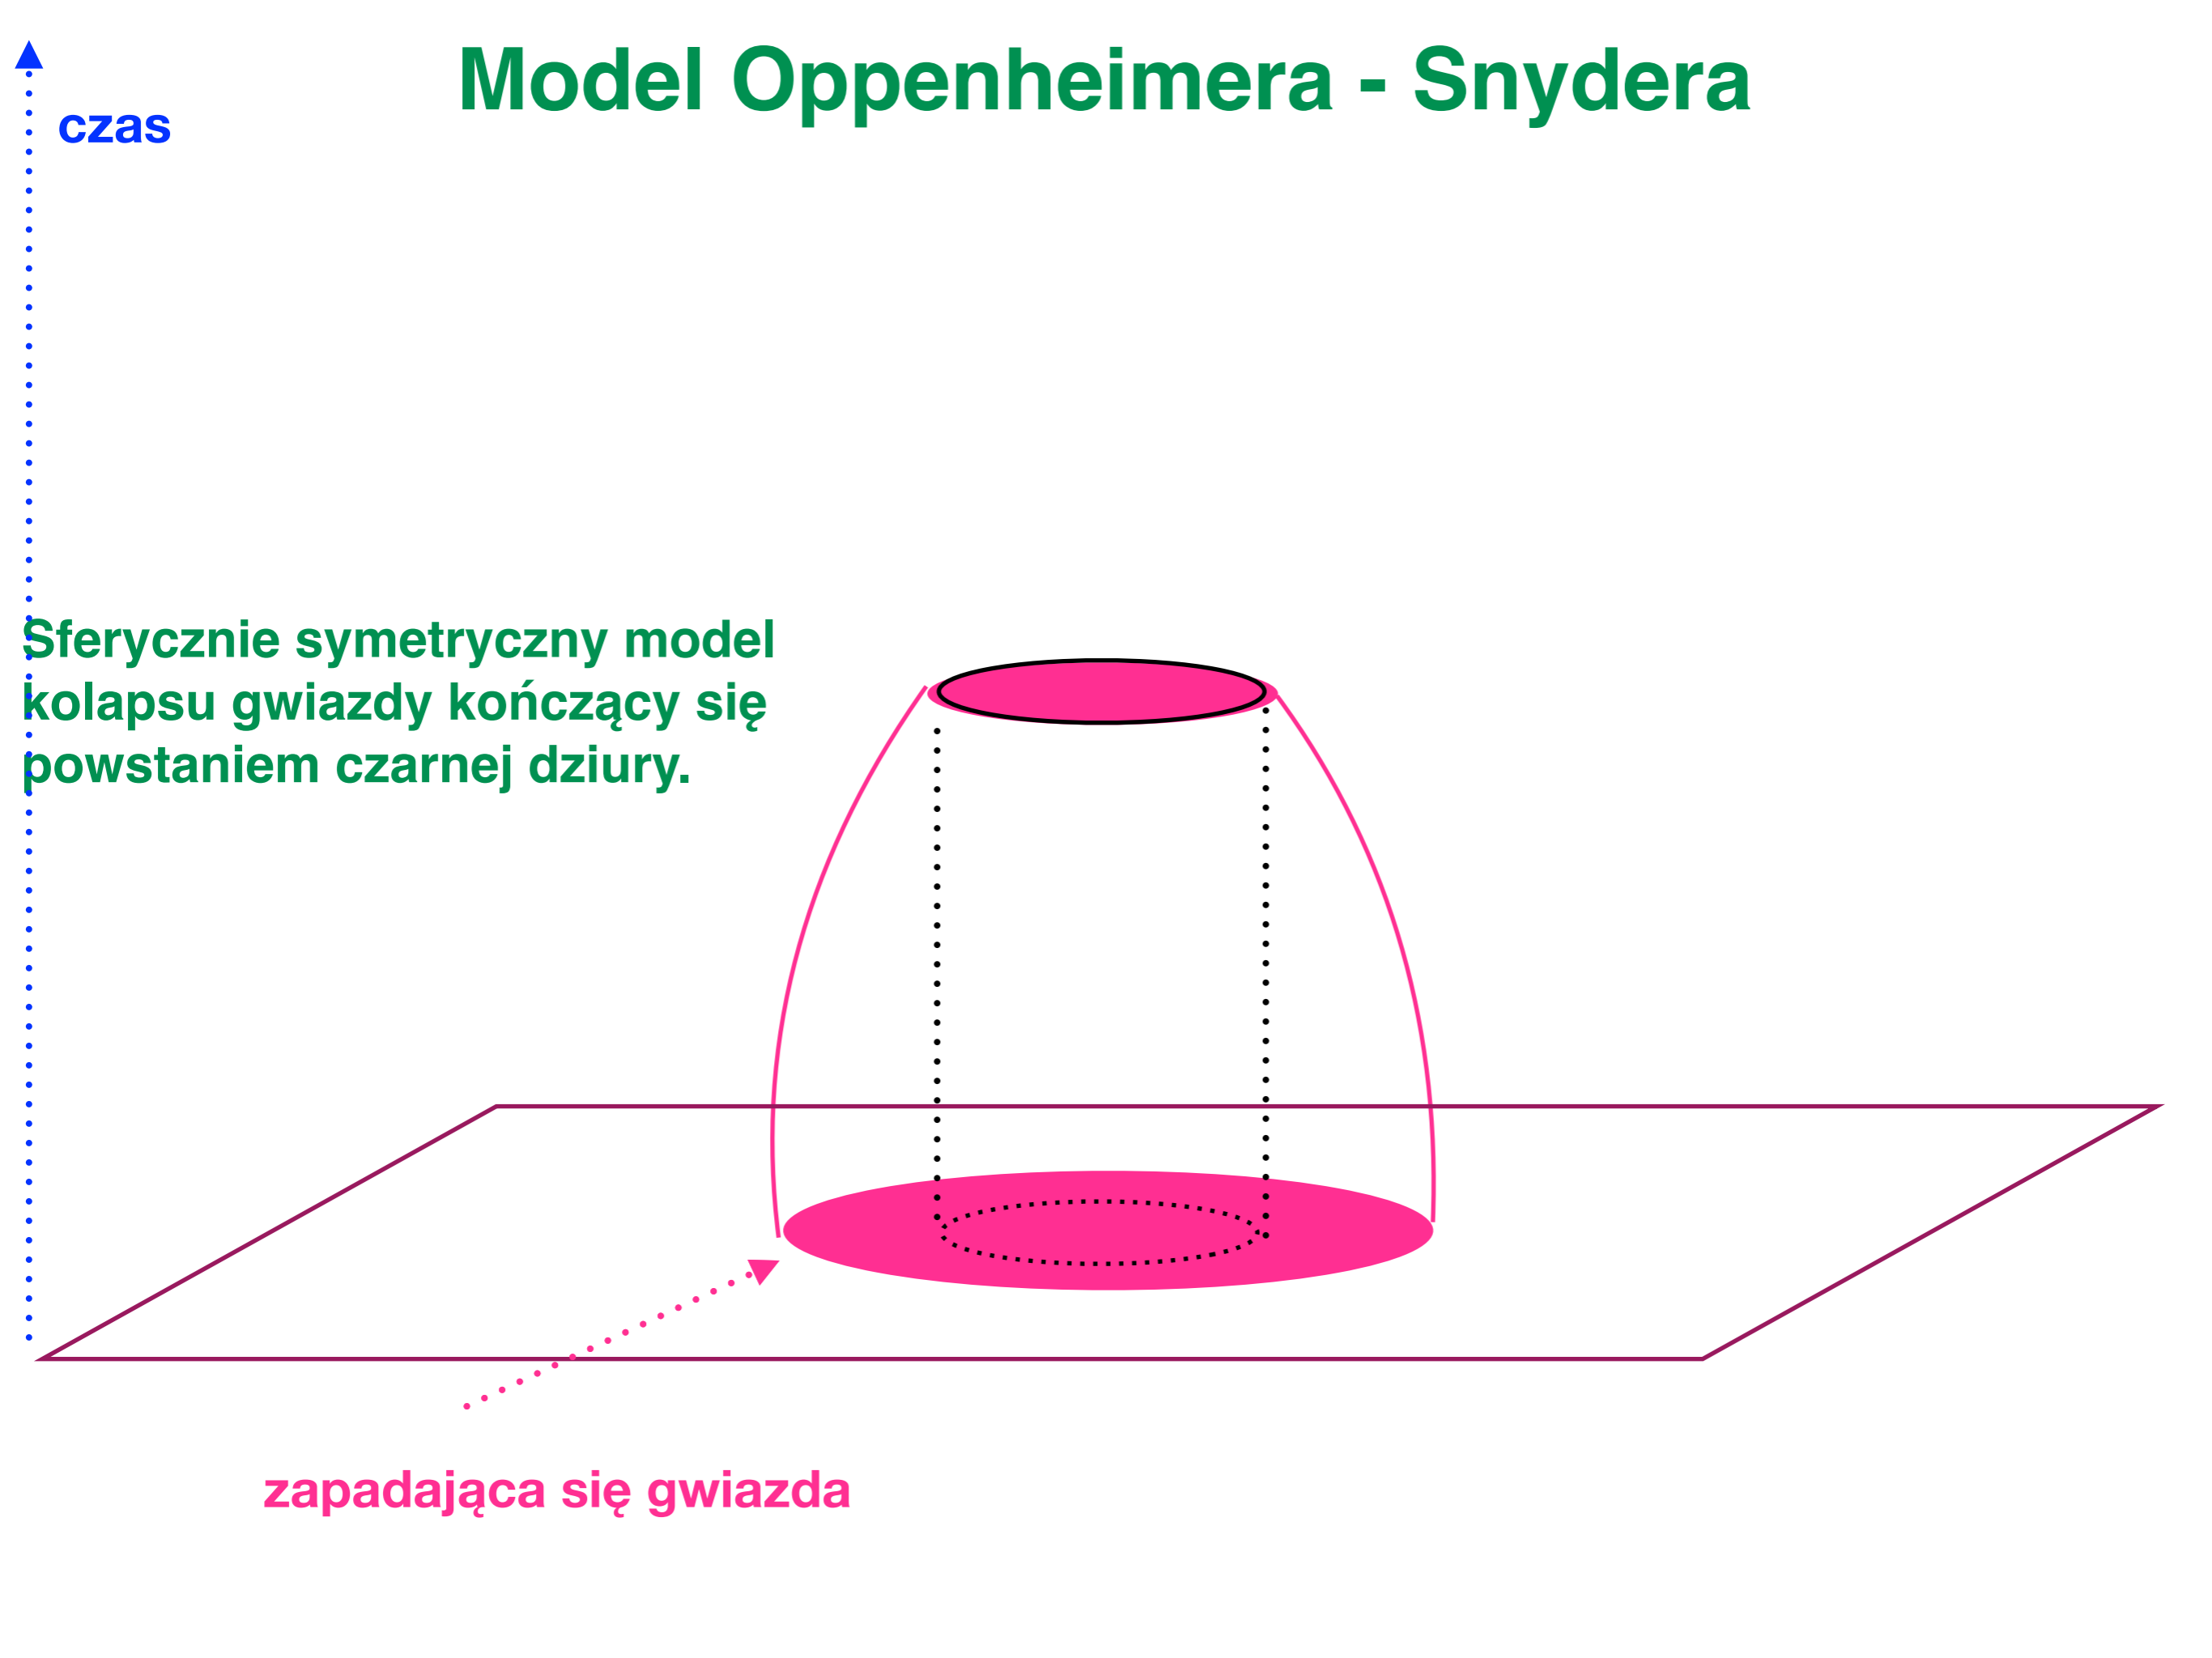 Model Oppenheimera - Snydera
czas
Sferycznie symetryczny model
kolapsu gwiazdy kończący się
powstaniem czarnej dziury.
zapadająca się gwiazda